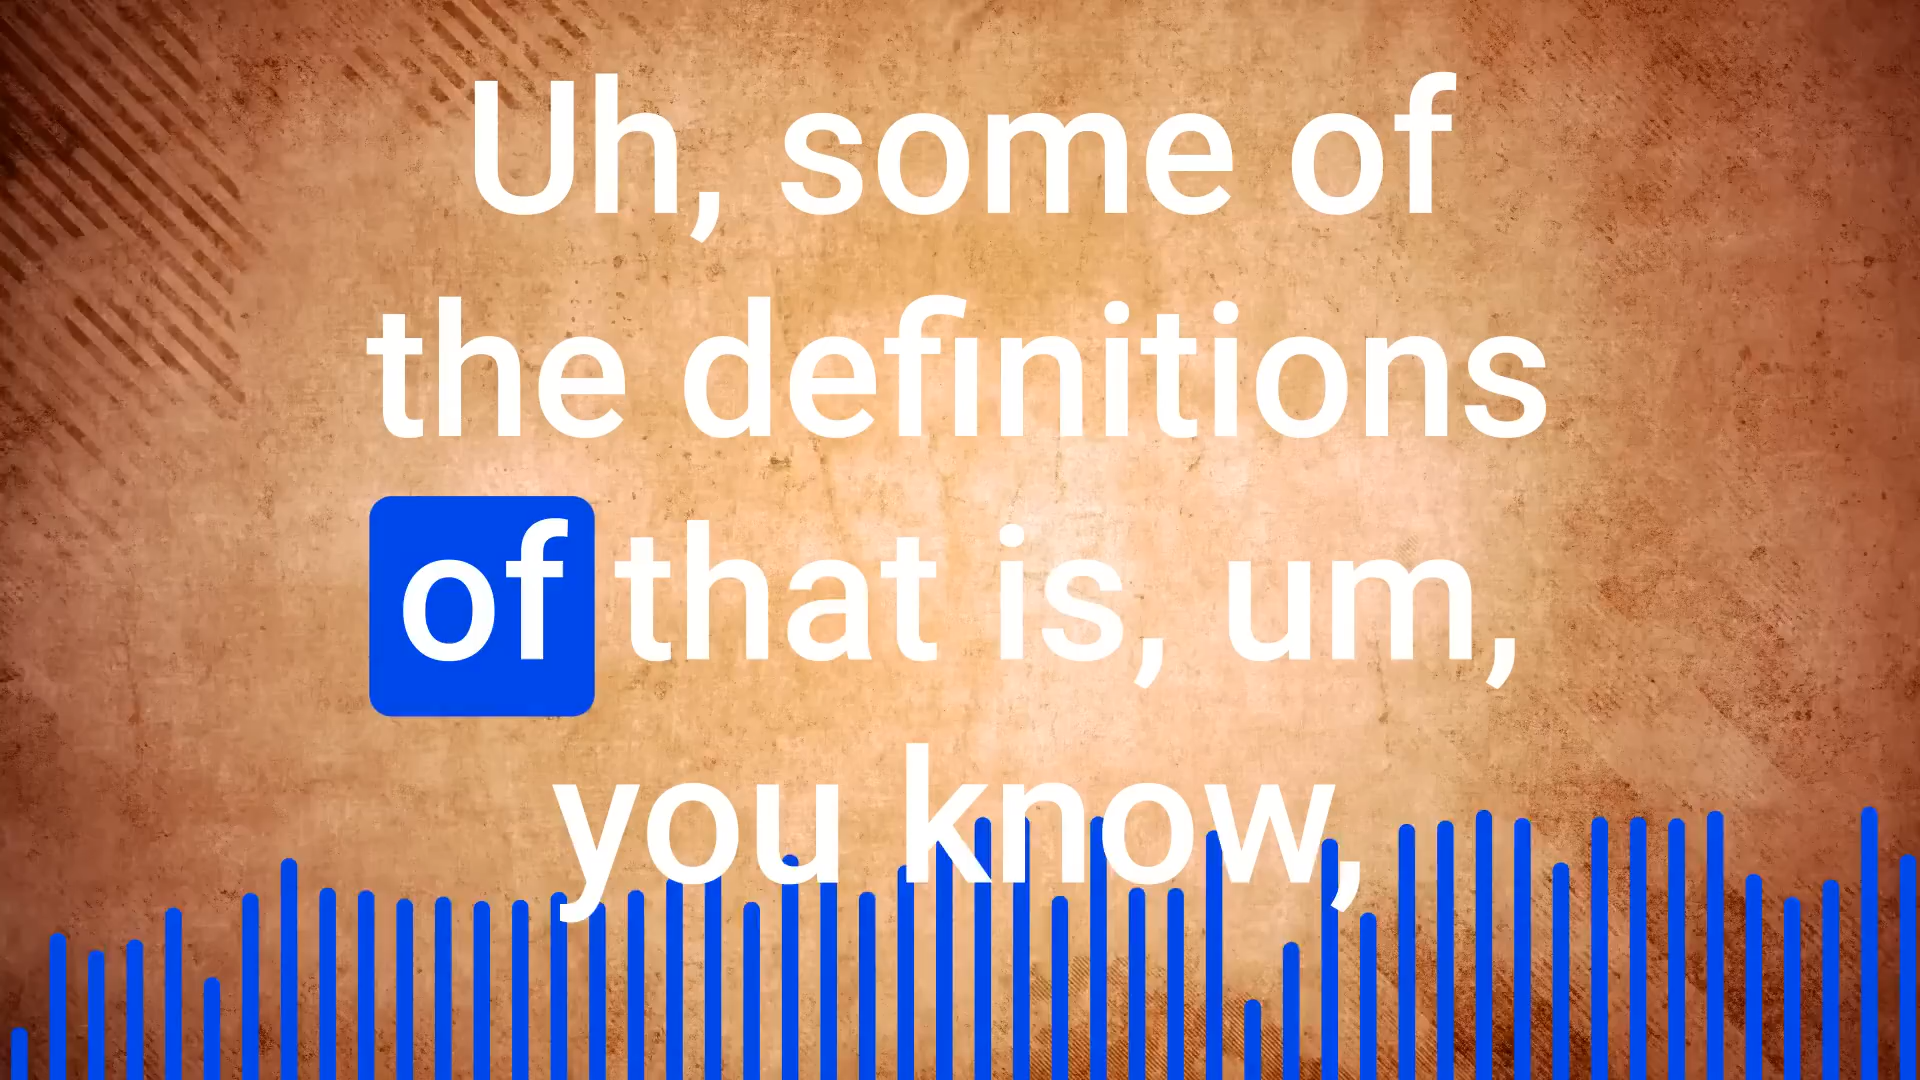 Uh, some of
the definitions
of that is, um,
you know,